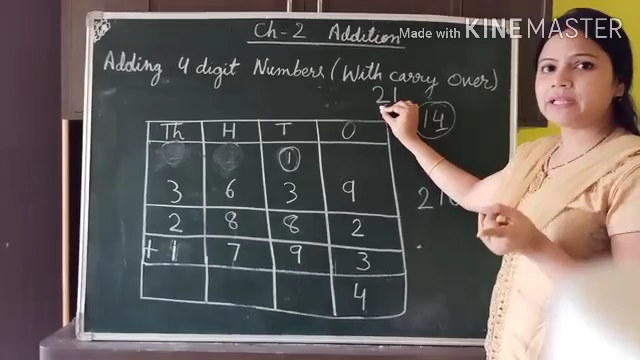 Made with KINEMASTER
Ch-2 Addition
Adding 4 digit Numbers (With carry over)
21
14
Th H T O
1
3 6 3 9
2 8 8 2
+ 1 7 9 3
4